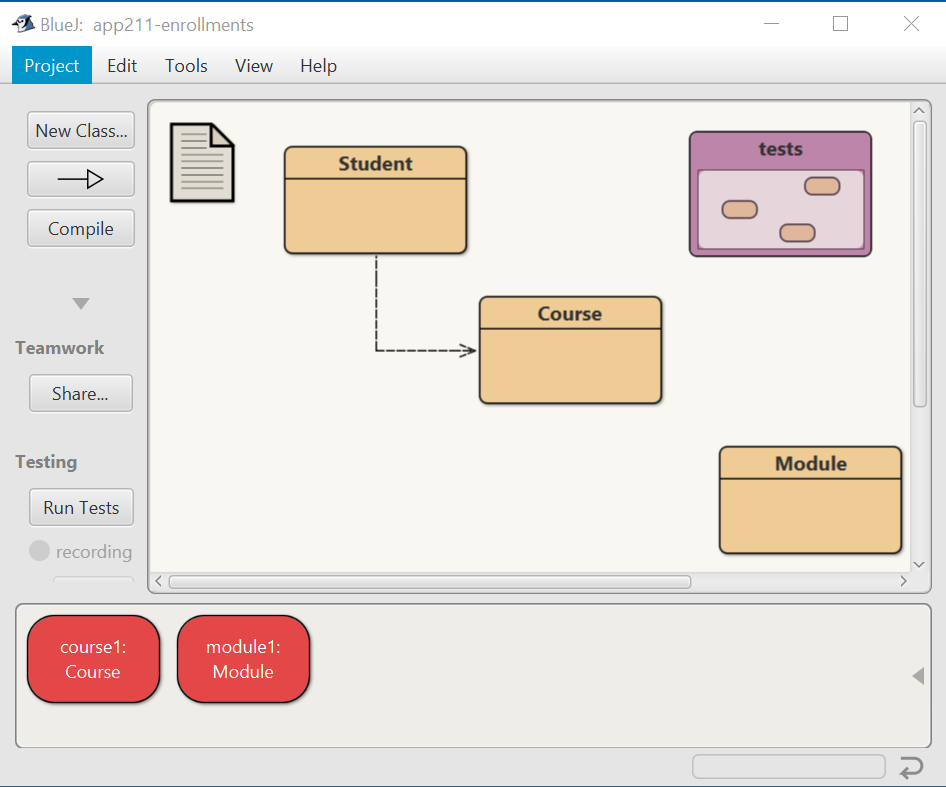 BlueJ:  app211-enrollments
Project Edit Tools View Help
New Class...
Compile
Teamwork
Share...
Testing
Run Tests
recording
Student
tests
Course
Module
course1:
Course
module1:
Module